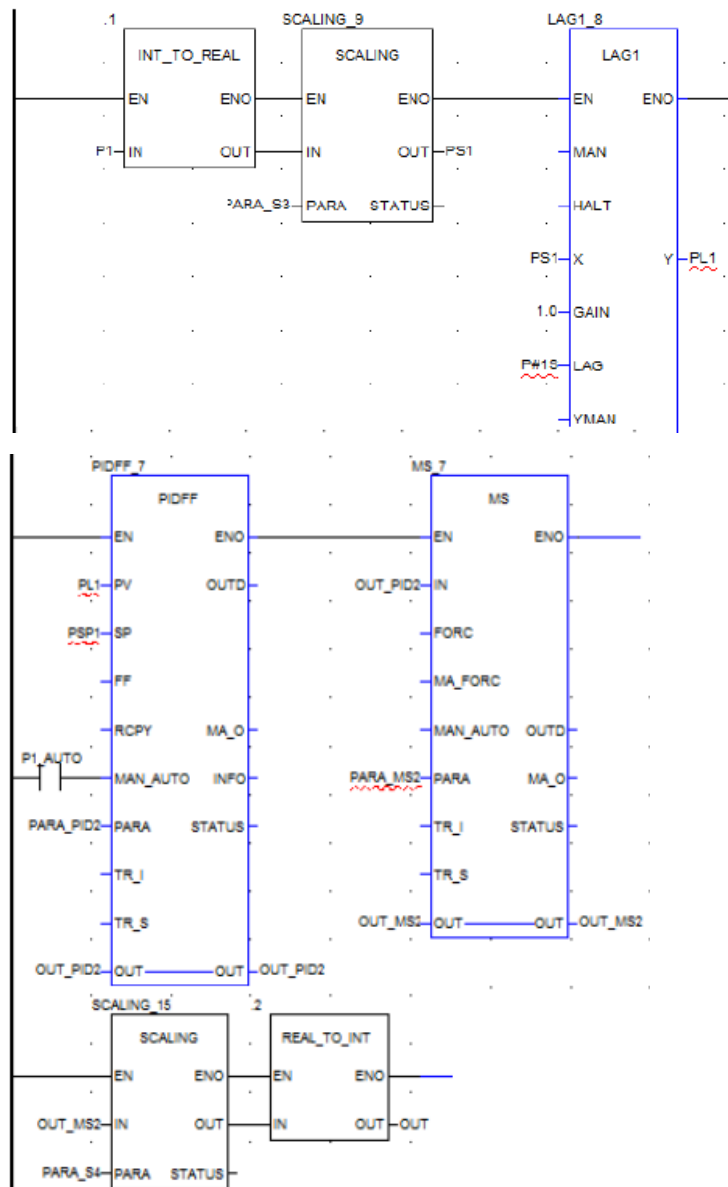 .1 SCALING_9 LAG1_8
INT_TO_REAL SCALING LAG1
EN ENO EN ENO EN ENO
P1 IN OUT IN OUT PS1 MAN
PARA_S3 PARA STATUS HALT
PS1 X Y PL1
1.0 GAIN
P#1S LAG
YMAN
PIDFF_7 MS_7
PIDFF MS
EN ENO EN ENO
PL1 PV OUTD OUT_PID2 IN
PSP1 SP FORC
FF MA_FORC
RCPY MA_O MAN_AUTO OUTD
P1_AUTO
MAN_AUTO INFO PARA_MS2 PARA MA_O
PARA_PID2 PARA STATUS TR_I STATUS
TR_I TR_S
TR_S OUT_MS2 OUT OUT OUT_MS2
OUT_PID2 OUT OUT OUT_PID2
SCALING_15 .2
SCALING REAL_TO_INT
EN ENO EN ENO
OUT_MS2 IN OUT IN OUT OUT
PARA_S4 PARA STATUS